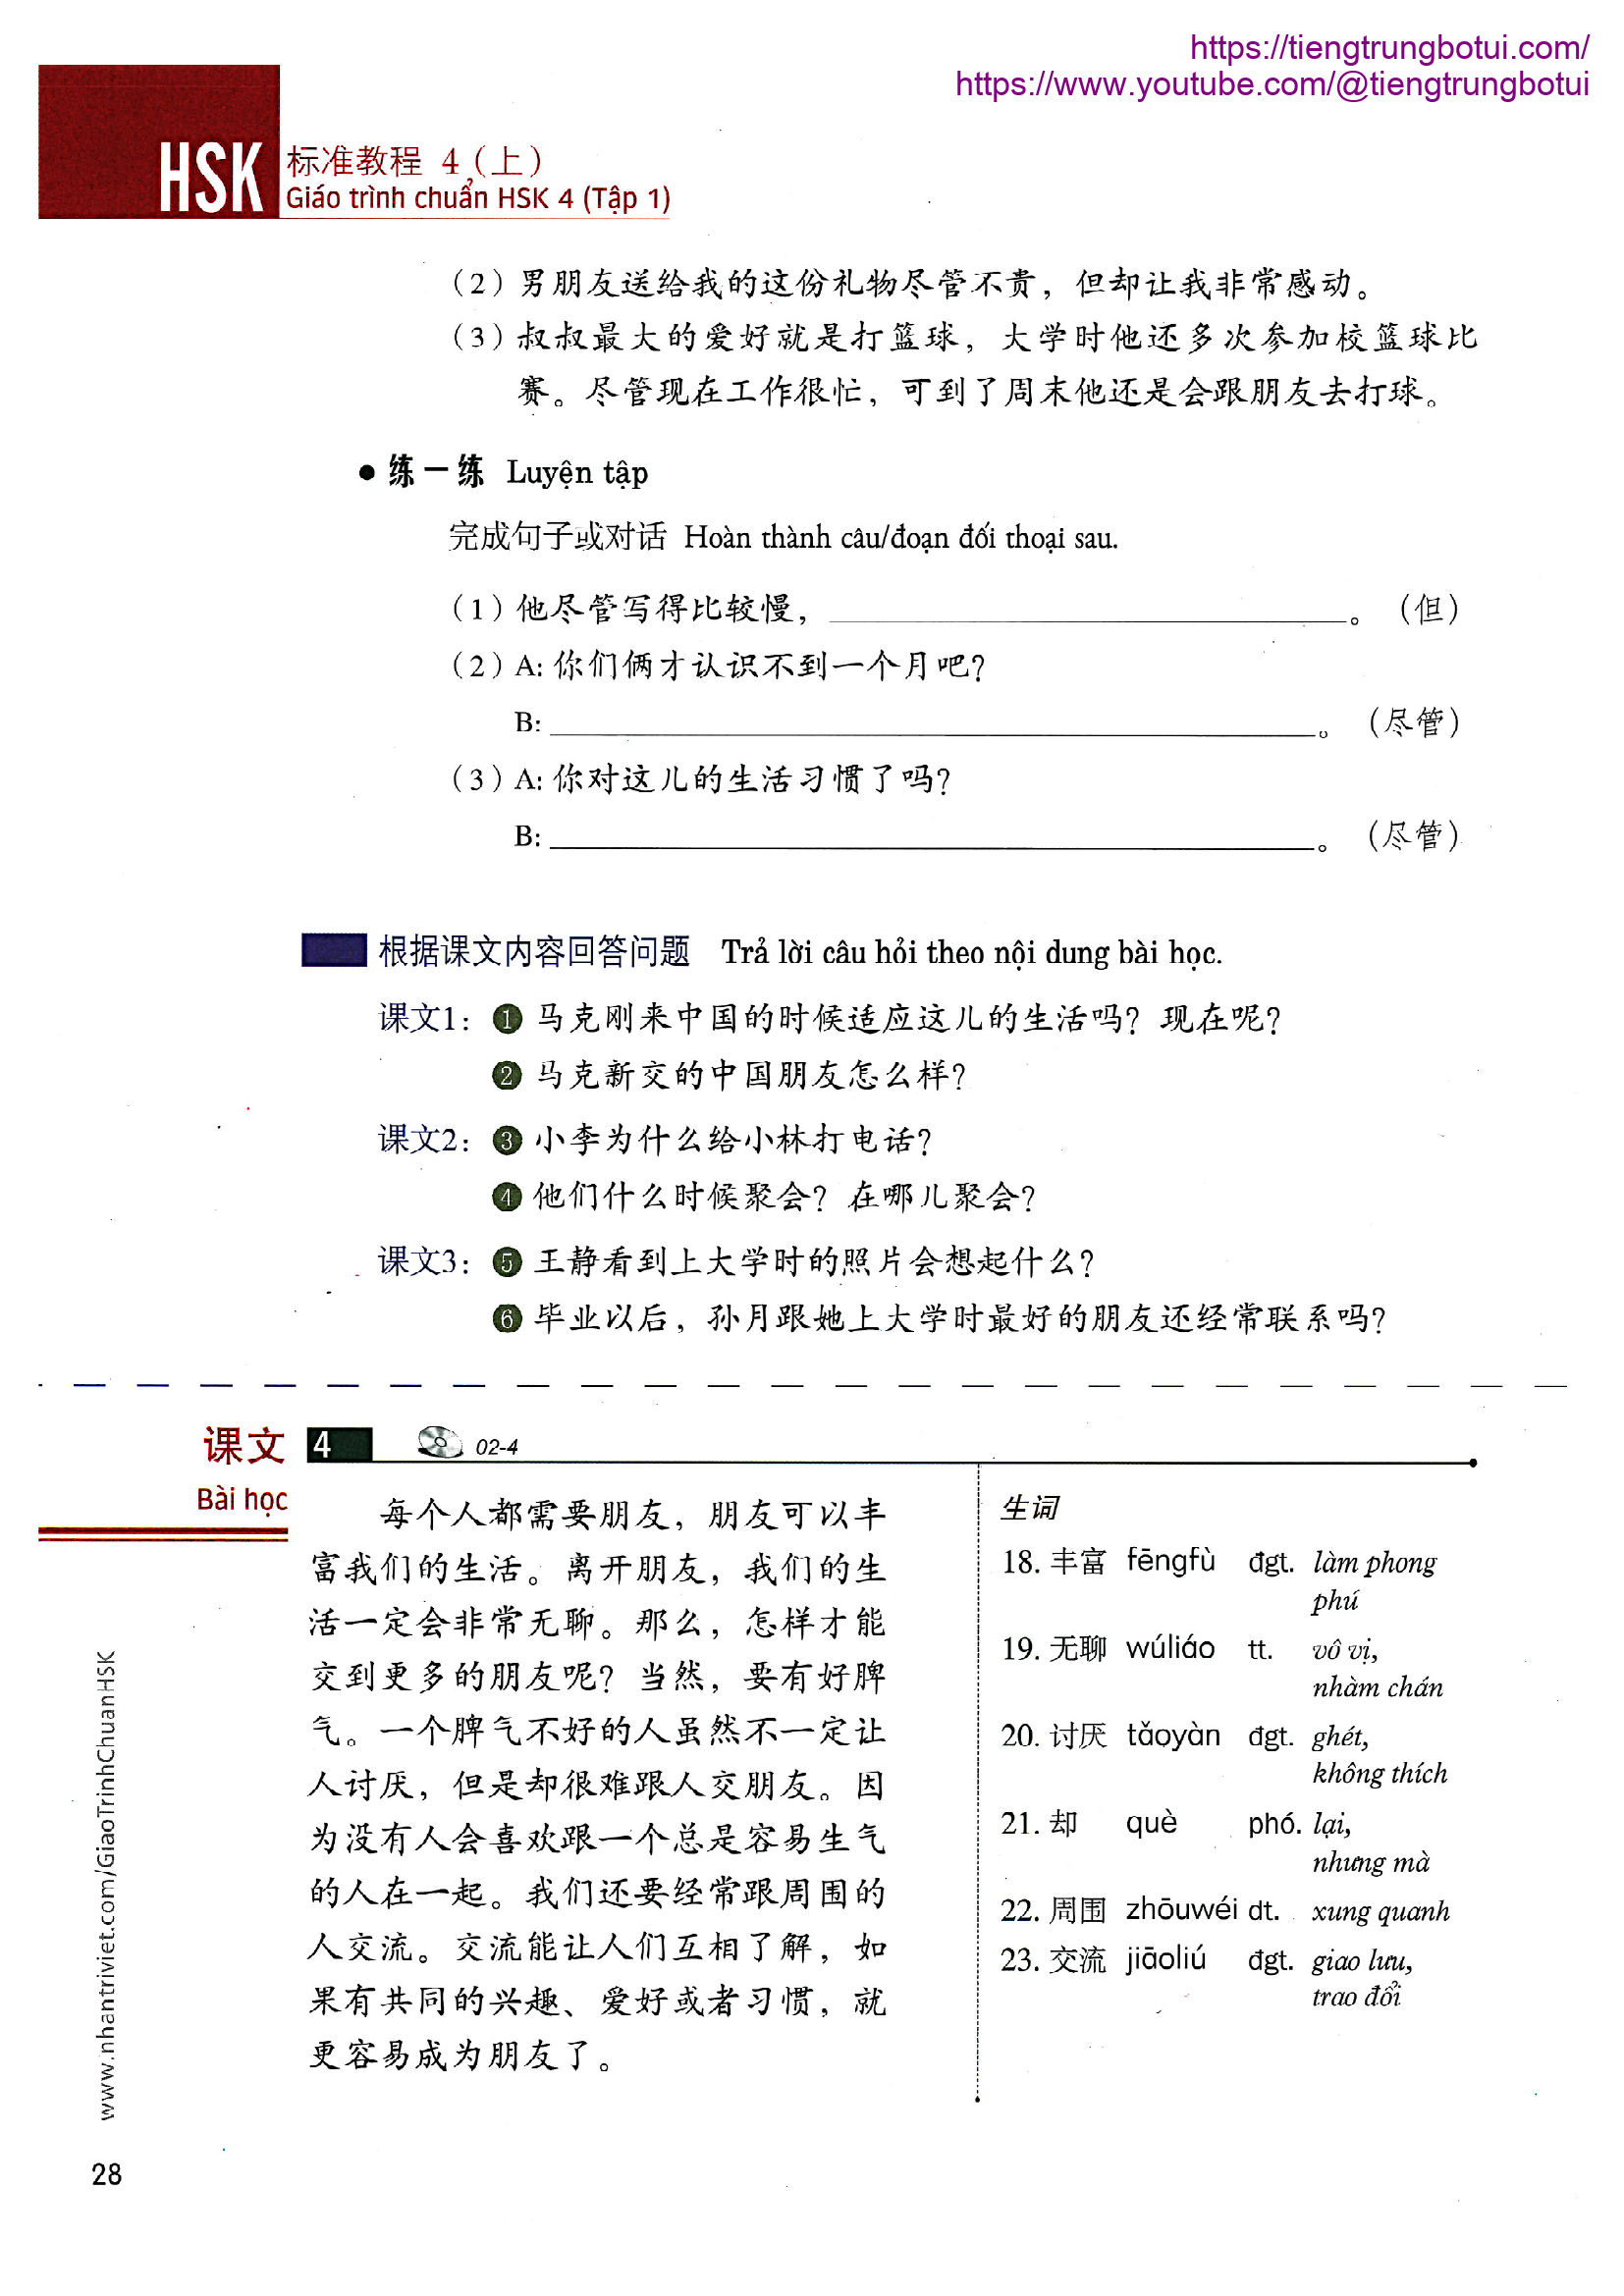 https://tiengtrungbotui.com/
https://www.youtube.com/@tiengtrungbotui
HSK 标准教程 4 (上)
Giáo trình chuẩn HSK 4 (Tập 1)
(2) 男朋友送给我的这份礼物尽管不贵，但却让我非常感动。
(3) 叔叔最大的爱好就是打篮球，大学时他还多次参加校篮球比
赛。尽管现在工作很忙，可到了周末他还是会跟朋友去打球。
● 练一练 Luyện tập
完成句子或对话 Hoàn thành câu/đoạn đối thoại sau.
(1) 他尽管写得比较慢，____________________。(但)
(2) A: 你们俩才认识不到一个月吧？
B: ____________________。(尽管)
(3) A: 你对这儿的生活习惯了吗？
B: ____________________。(尽管)
根据课文内容回答问题 Trả lời câu hỏi theo nội dung bài học.
课文1：❶ 马克刚来中国的时候适应这儿的生活吗？现在呢？
❷ 马克新交的中国朋友怎么样？
课文2：❸ 小李为什么给小林打电话？
❹ 他们什么时候聚会？在哪儿聚会？
课文3：❺ 王静看到上大学时的照片会想起什么？
❻ 毕业以后，孙月跟她上大学时最好的朋友还经常联系吗？
课文 4 02-4
Bài học
每个人都需要朋友，朋友可以丰
富我们的生活。离开朋友，我们的生
活一定会非常无聊。那么，怎样才能
交到更多的朋友呢？当然，要有好脾
气。一个脾气不好的人虽然不一定让
人讨厌，但是却很难跟人交朋友。因
为没有人会喜欢跟一个总是容易生气
的人在一起。我们还要经常跟周围的
人交流。交流能让人们互相了解，如
果有共同的兴趣、爱好或者习惯，就
更容易成为朋友了。
生词
18. 丰富 fēngfù đgt. làm phong
phú
19. 无聊 wúliáo tt. vô vị,
nhàm chán
20. 讨厌 tǎoyàn đgt. ghét,
không thích
21. 却 què phó. lại,
nhưng mà
22. 周围 zhōuwéi dt. xung quanh
23. 交流 jiāoliú đgt. giao lưu,
trao đổi
www.nhantriviet.com/GiaoTrinhChuanHSK
28